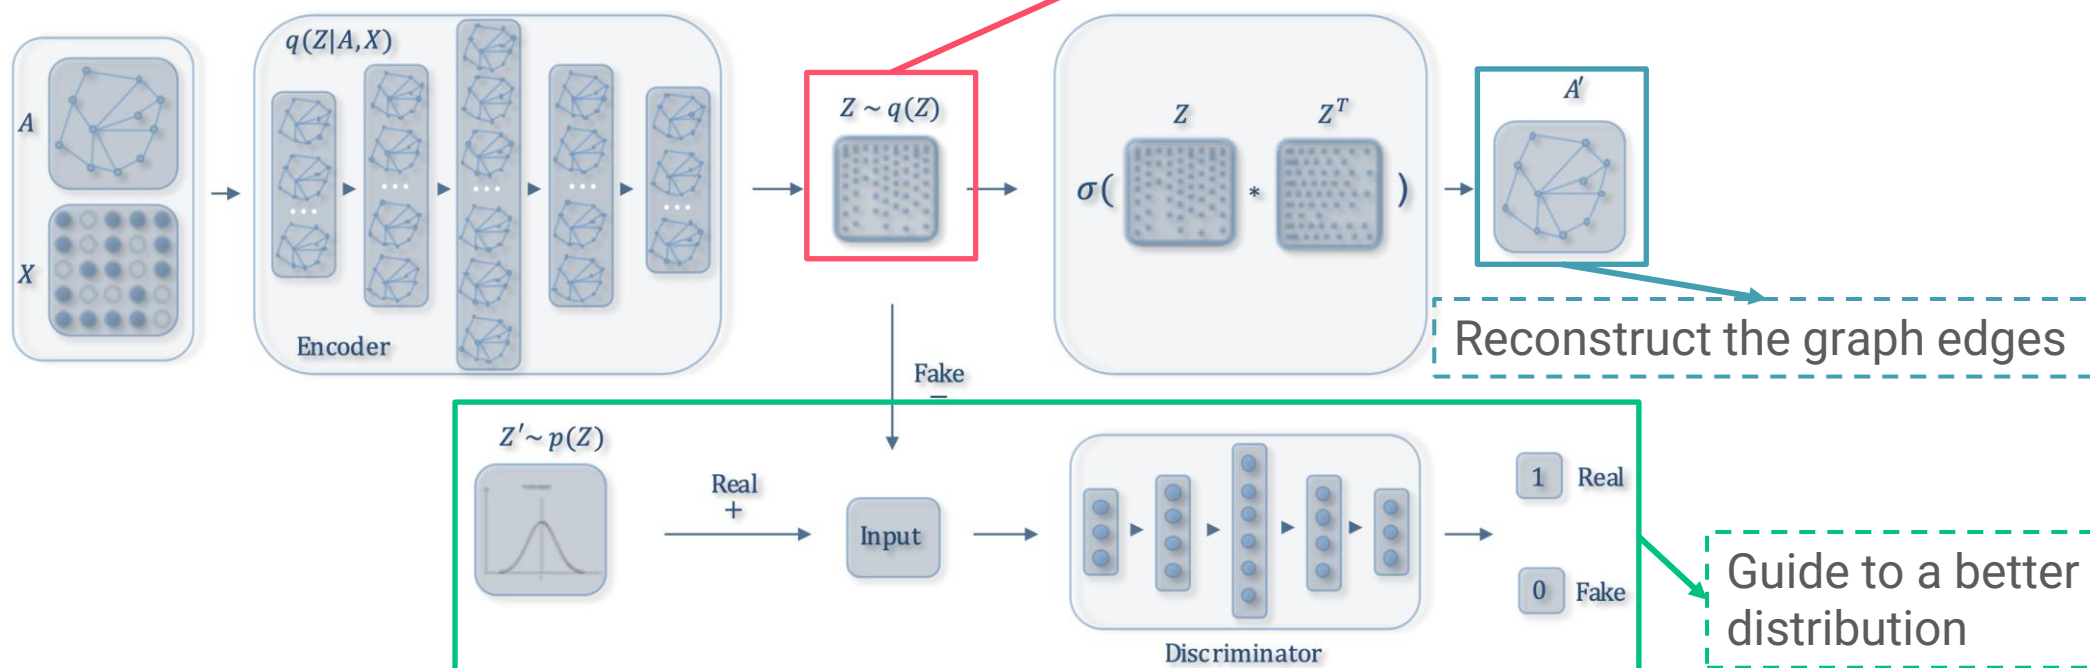 A
X
q(Z|A,X)
Encoder
Z ~ q(Z)
σ( Z * Z^T )
A′
Reconstruct the graph edges
Fake
−
Z′~ p(Z)
Real
+
Input
Discriminator
1 Real
0 Fake
Guide to a better
distribution